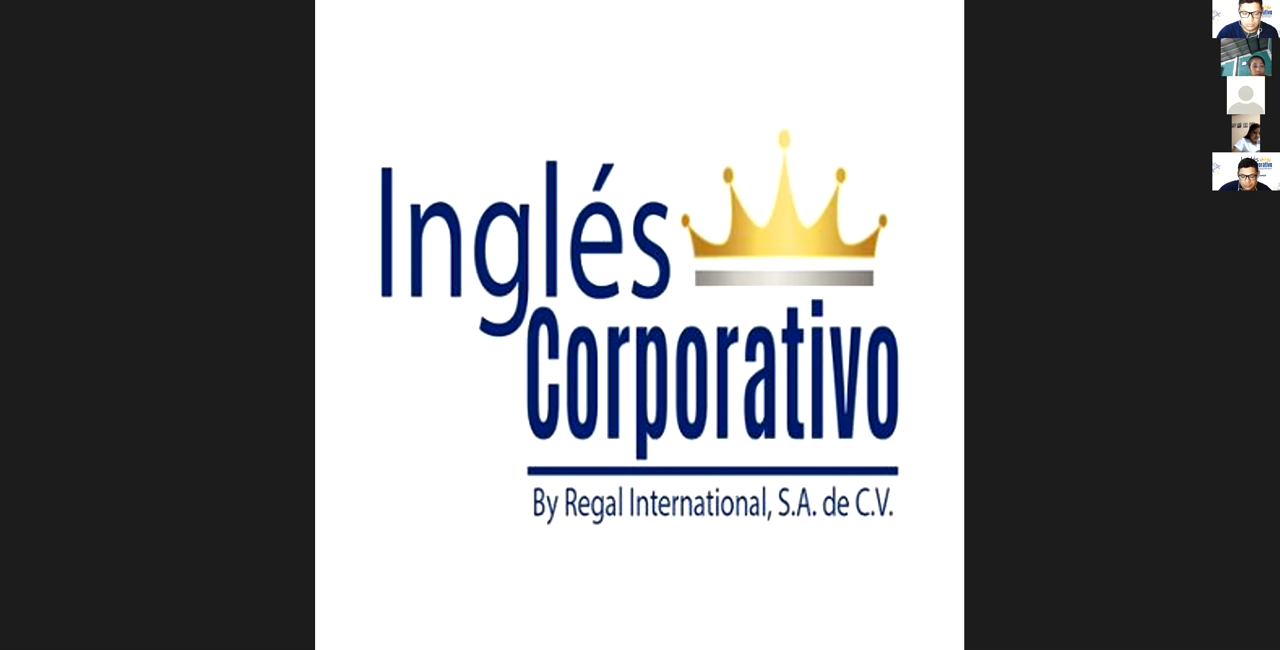 Inglés
Corporativo
By Regal International, S.A. de C.V.